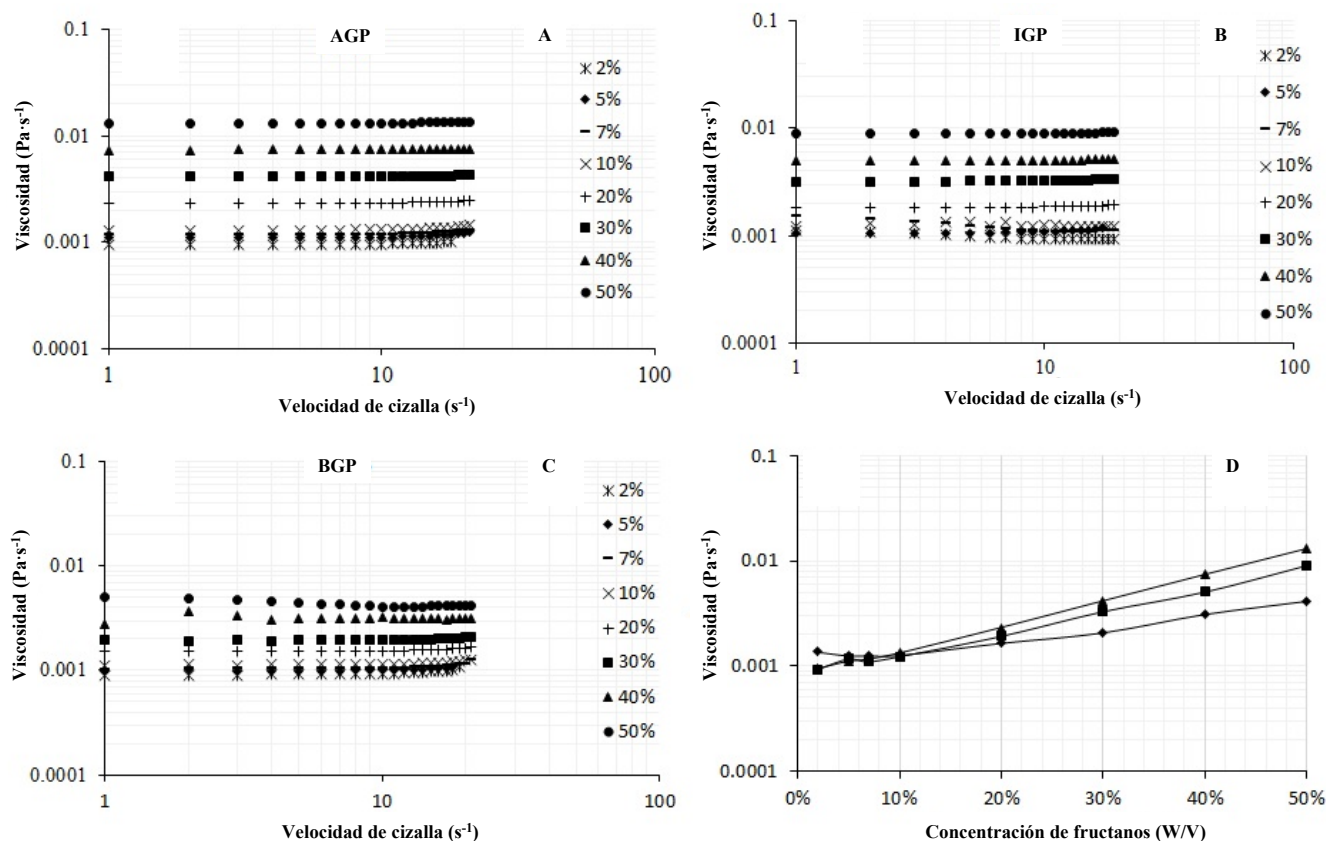 AGP A
0.1
0.01
0.001
0.0001
Viscosidad (Pa·s⁻¹)
2%
5%
7%
10%
20%
30%
40%
50%
1 10 100
Velocidad de cizalla (s⁻¹)
IGP B
0.1
0.01
0.001
0.0001
Viscosidad (Pa·s⁻¹)
2%
5%
7%
10%
20%
30%
40%
50%
1 10 100
Velocidad de cizalla (s⁻¹)
BGP C
0.1
0.01
0.001
0.0001
Viscosidad (Pa·s⁻¹)
2%
5%
7%
10%
20%
30%
40%
50%
1 10 100
Velocidad de cizalla (s⁻¹)
D
0.1
0.01
0.001
0.0001
Viscosidad (Pa·s⁻¹)
0% 10% 20% 30% 40% 50%
Concentración de fructanos (W/V)